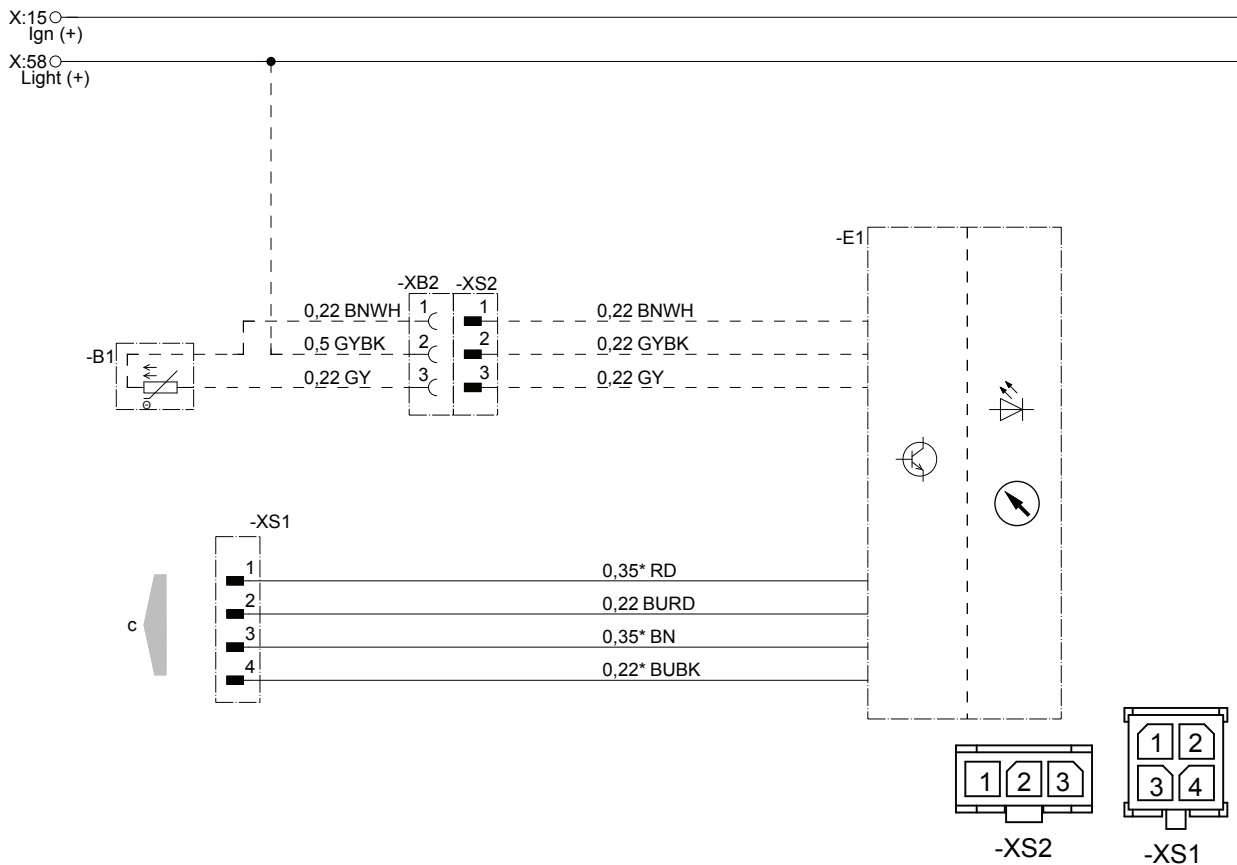 X:15
Ign (+)
X:58
Light (+)
-E1
-XB2 -XS2
0,22 BNWH 1 1 0,22 BNWH
-B1 0,5 GYBK 2 2 0,22 GYBK
0,22 GY 3 3 0,22 GY
Θ
-XS1
1 0,35* RD
2 0,22 BURD
c 3 0,35* BN
4 0,22* BUBK
1 2
1 2 3
3 4
-XS2
-XS1